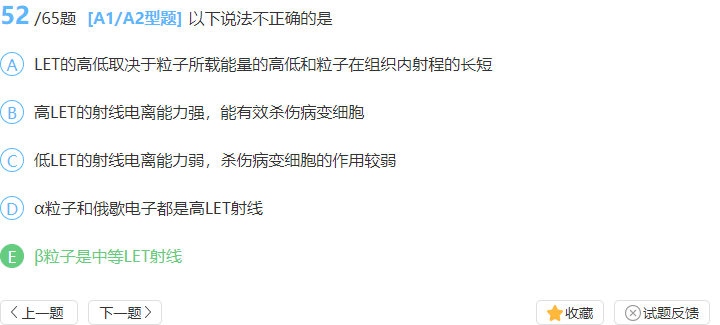 52 /65题 [A1/A2型题] 以下说法不正确的是
A LET的高低取决于粒子所载能量的高低和粒子在组织内射程的长短
B 高LET的射线电离能力强，能有效杀伤病变细胞
C 低LET的射线电离能力弱，杀伤病变细胞的作用较弱
D α粒子和俄歇电子都是高LET射线
E β粒子是中等LET射线
上一题 下一题 收藏 试题反馈